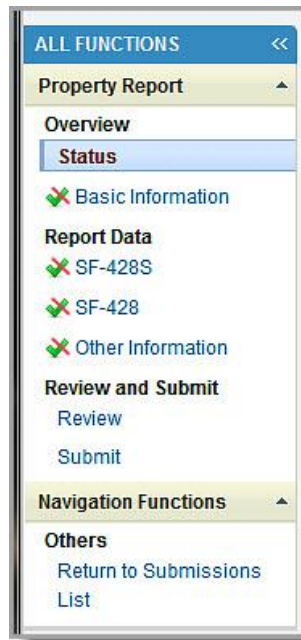 ALL FUNCTIONS «
Property Report
Overview
Status
Basic Information
Report Data
SF-428S
SF-428
Other Information
Review and Submit
Review
Submit
Navigation Functions
Others
Return to Submissions
List